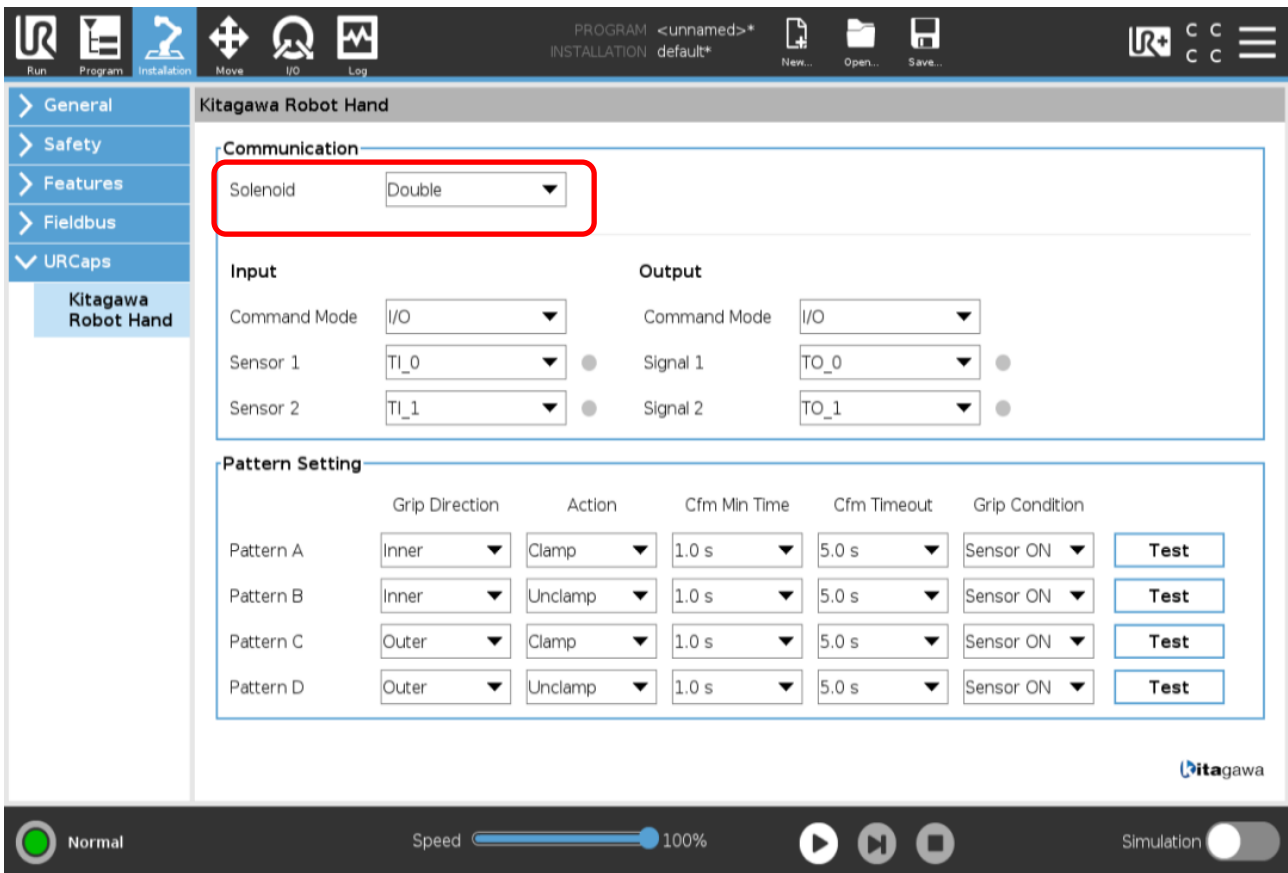 PROGRAM <unnamed>*
INSTALLATION default*
Run Program Installation Move I/O Log New... Open... Save...
UR+ C C
C C
General
Safety
Features
Fieldbus
URCaps
Kitagawa
Robot Hand
Kitagawa Robot Hand
Communication
Solenoid Double
Input Output
Command Mode I/O Command Mode I/O
Sensor 1 TI_0 Signal 1 TO_0
Sensor 2 TI_1 Signal 2 TO_1
Pattern Setting
Grip Direction Action Cfm Min Time Cfm Timeout Grip Condition
Pattern A Inner Clamp 1.0 s 5.0 s Sensor ON Test
Pattern B Inner Unclamp 1.0 s 5.0 s Sensor ON Test
Pattern C Outer Clamp 1.0 s 5.0 s Sensor ON Test
Pattern D Outer Unclamp 1.0 s 5.0 s Sensor ON Test
Kitagawa
Normal Speed 100% Simulation